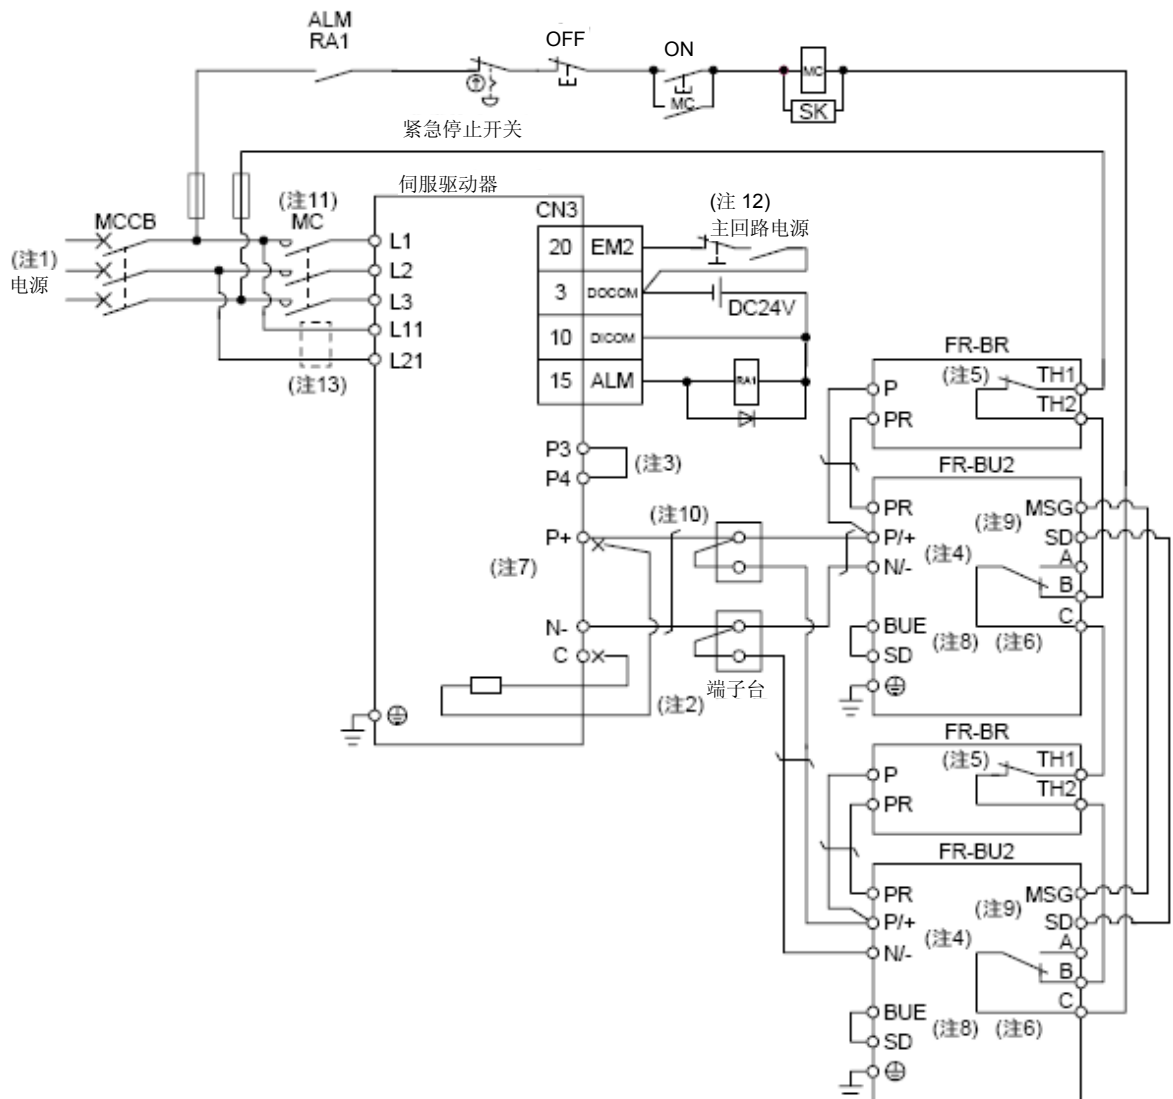 ALM
RA1
OFF
ON
MC
MC
SK
紧急停止开关
伺服驱动器
(注11)
MC
MCCB
(注1)
电源
L1
L2
L3
L11
L21
(注13)
CN3
20 EM2
3 DOCOM
10 DICOM
15 ALM
(注 12)
主回路电源
DC24V
RA1
P3
P4
(注3)
P+
(注10)
(注7)
N-
C
(注2)
端子台
FR-BR
(注5)
TH1
TH2
P
PR
FR-BU2
PR
MSG
(注9)
P/+
SD
(注4)
A
N/-
B
C
BUE
(注8)
(注6)
SD
FR-BR
(注5)
TH1
TH2
P
PR
FR-BU2
PR
MSG
(注9)
P/+
SD
(注4)
A
N/-
B
C
BUE
(注8)
(注6)
SD